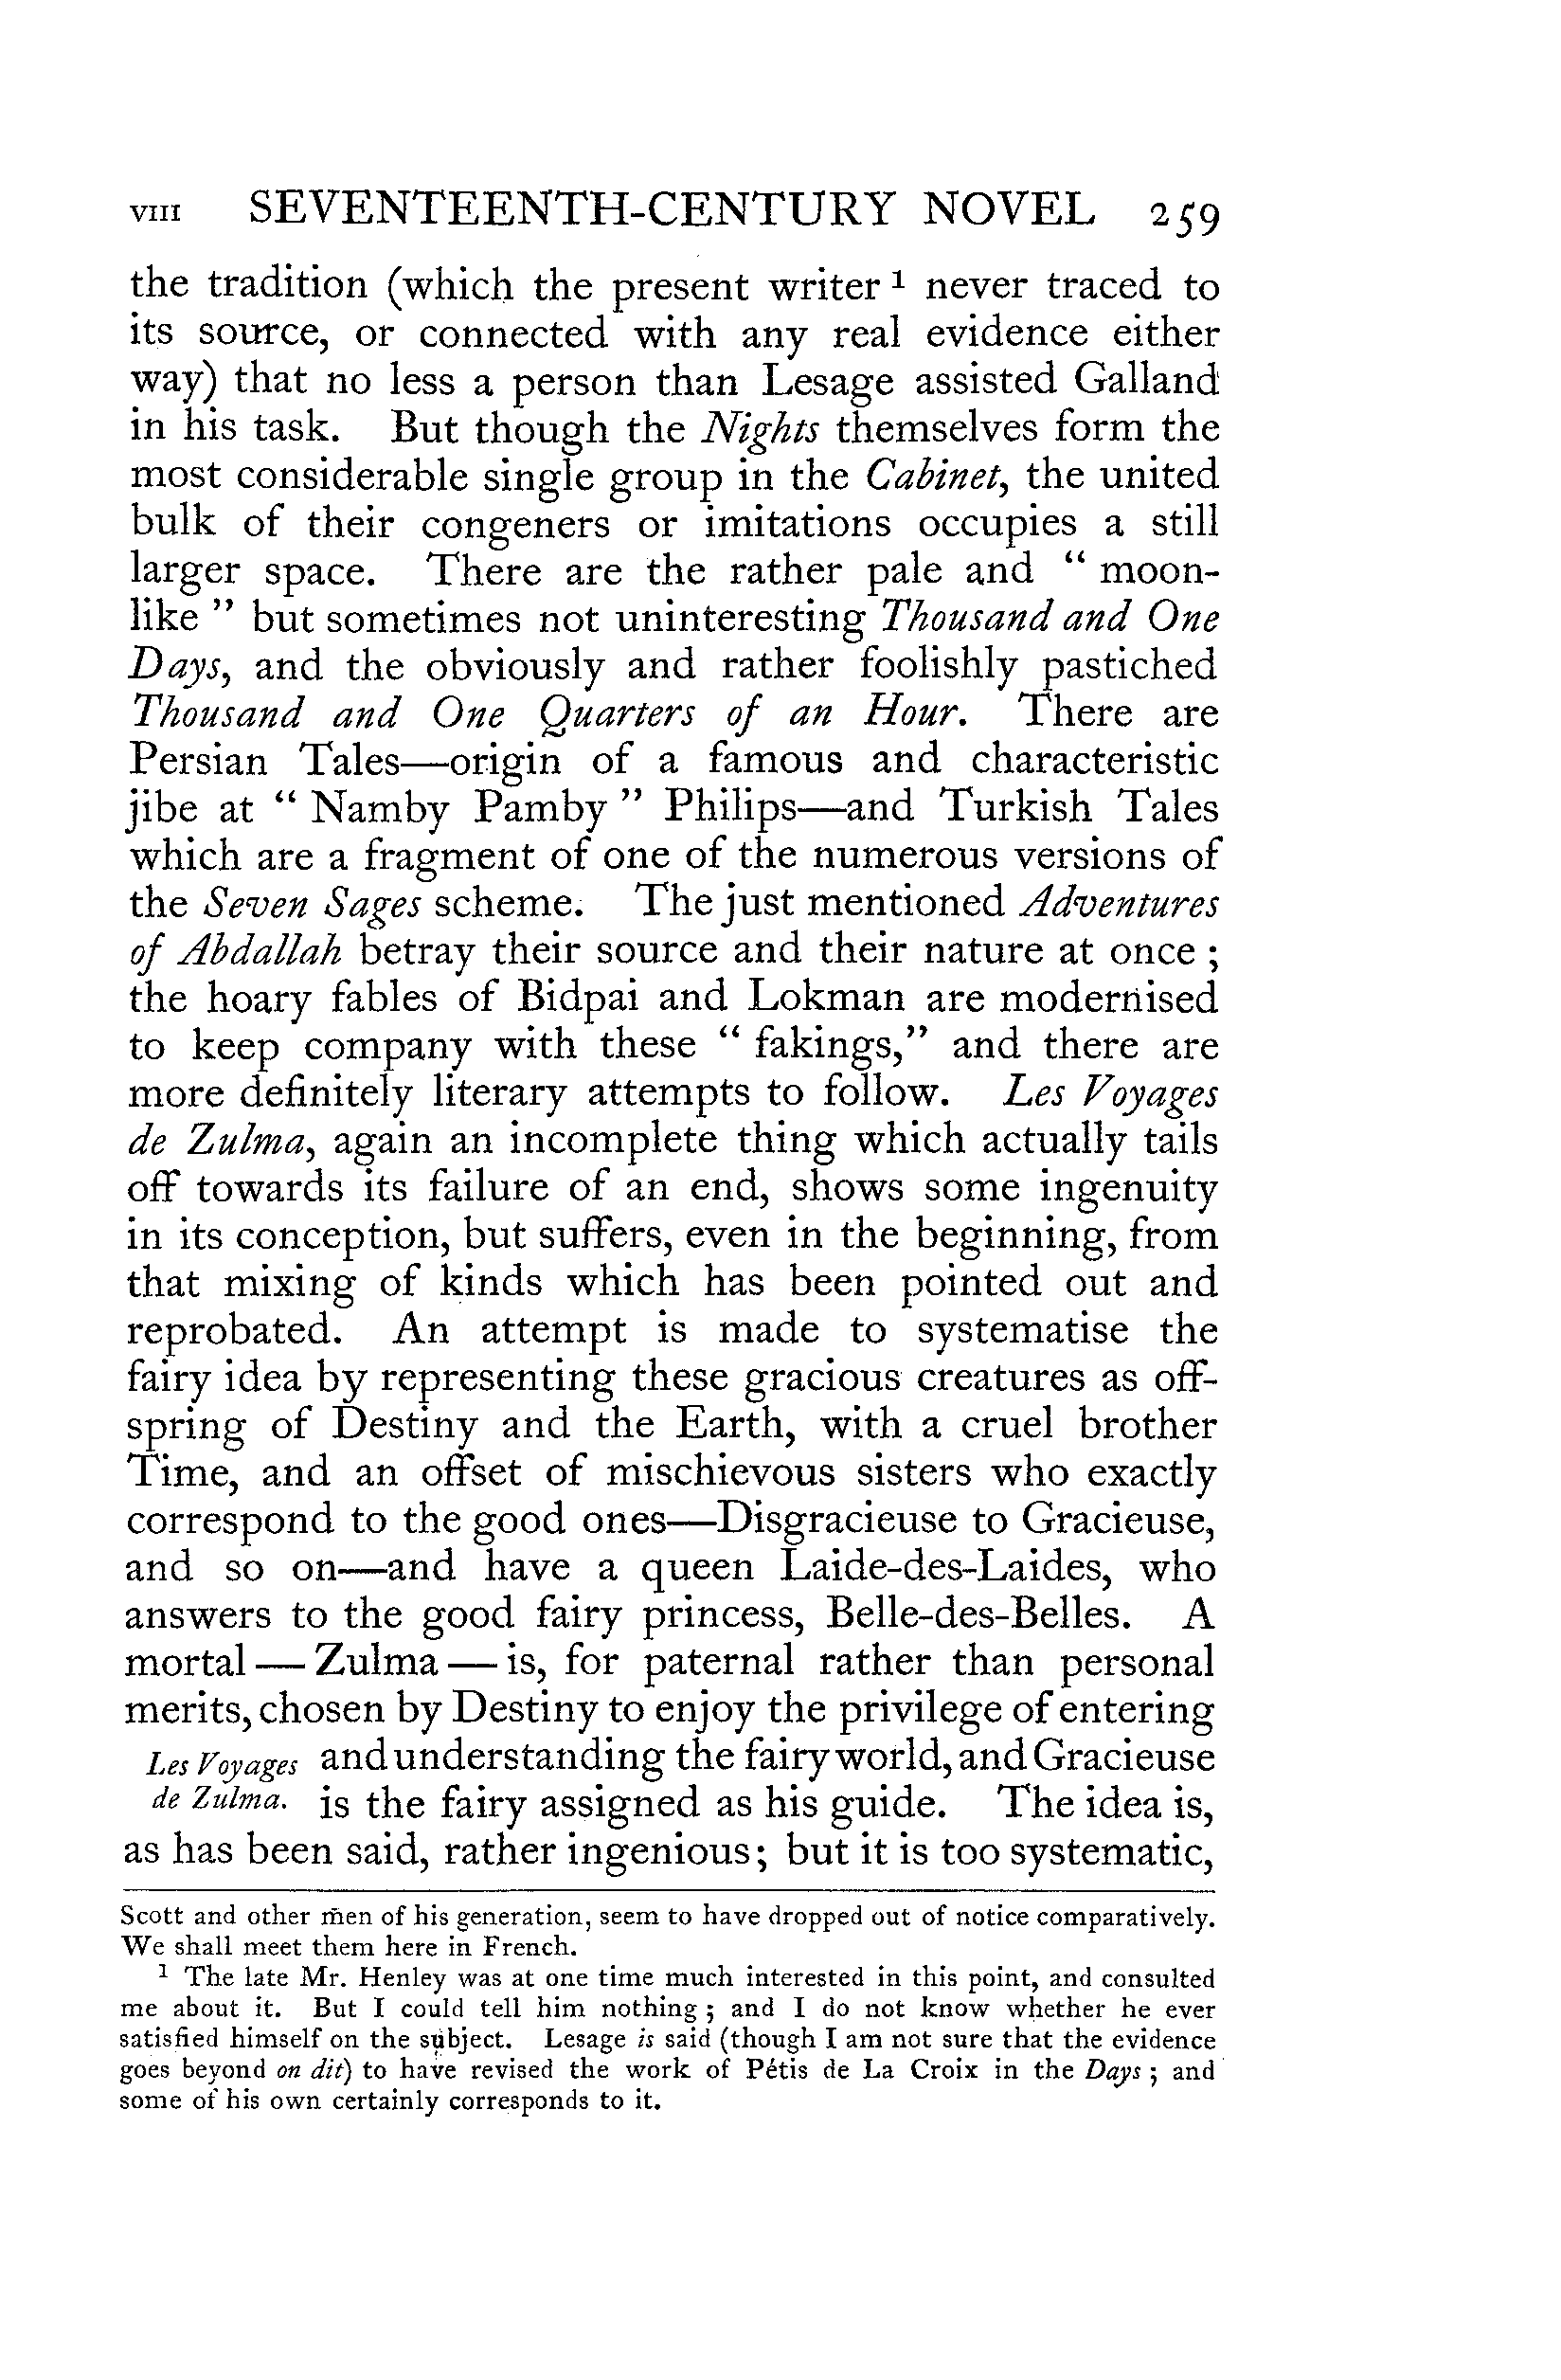 VIII SEVENTEENTH-CENTURY NOVEL 259
the tradition (which the present writer ¹ never traced to
its source, or connected with any real evidence either
way) that no less a person than Lesage assisted Galland
in his task. But though the Nights themselves form the
most considerable single group in the Cabinet, the united
bulk of their congeners or imitations occupies a still
larger space. There are the rather pale and “ moon-
like ” but sometimes not uninteresting Thousand and One
Days, and the obviously and rather foolishly pastiched
Thousand and One Quarters of an Hour. There are
Persian Tales—origin of a famous and characteristic
jibe at “ Namby Pamby ” Philips—and Turkish Tales
which are a fragment of one of the numerous versions of
the Seven Sages scheme. The just mentioned Adventures
of Abdallah betray their source and their nature at once ;
the hoary fables of Bidpai and Lokman are modernised
to keep company with these “ fakings,” and there are
more definitely literary attempts to follow. Les Voyages
de Zulma, again an incomplete thing which actually tails
off towards its failure of an end, shows some ingenuity
in its conception, but suffers, even in the beginning, from
that mixing of kinds which has been pointed out and
reprobated. An attempt is made to systematise the
fairy idea by representing these gracious creatures as off-
spring of Destiny and the Earth, with a cruel brother
Time, and an offset of mischievous sisters who exactly
correspond to the good ones—Disgracieuse to Gracieuse,
and so on—and have a queen Laide-des-Laides, who
answers to the good fairy princess, Belle-des-Belles. A
mortal — Zulma — is, for paternal rather than personal
merits, chosen by Destiny to enjoy the privilege of entering
Les Voyages and understanding the fairy world, and Gracieuse
de Zulma. is the fairy assigned as his guide. The idea is,
as has been said, rather ingenious; but it is too systematic,
Scott and other men of his generation, seem to have dropped out of notice comparatively.
We shall meet them here in French.
¹ The late Mr. Henley was at one time much interested in this point, and consulted
me about it. But I could tell him nothing ; and I do not know whether he ever
satisfied himself on the subject. Lesage is said (though I am not sure that the evidence
goes beyond on dit) to have revised the work of Pétis de La Croix in the Days ; and
some of his own certainly corresponds to it.